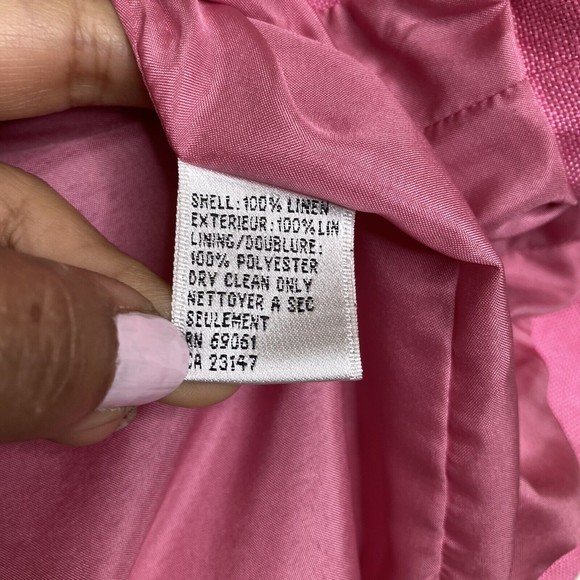 SHELL: 100% LINEN
EXTERIEUR: 100% LIN
LINING/DOUBLURE:
100% POLYESTER
DRY CLEAN ONLY
NETTOYER A SEC
SEULEMENT
RN 69061
CA 23147